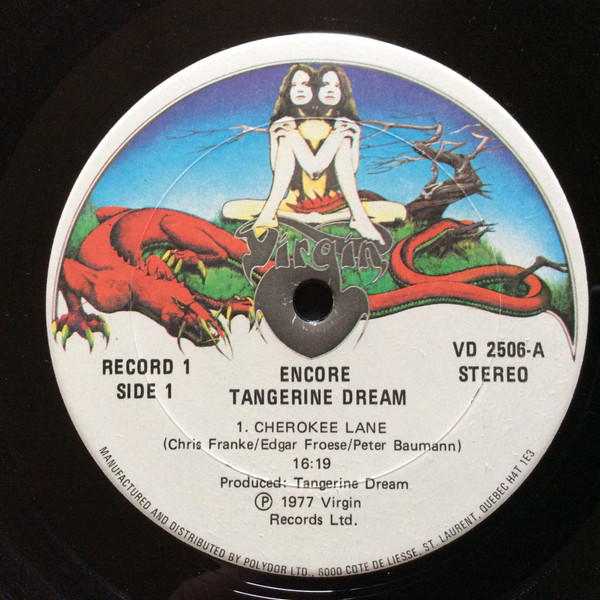 Virgin
RECORD 1
SIDE 1
VD 2506-A
STEREO
ENCORE
TANGERINE DREAM
1. CHEROKEE LANE
(Chris Franke/Edgar Froese/Peter Baumann)
16:19
Produced: Tangerine Dream
Ⓟ 1977 Virgin
Records Ltd.
MANUFACTURED AND DISTRIBUTED BY POLYDOR LTD., 6000 COTE DE LIESSE, ST. LAURENT, QUEBEC H4T 1E3